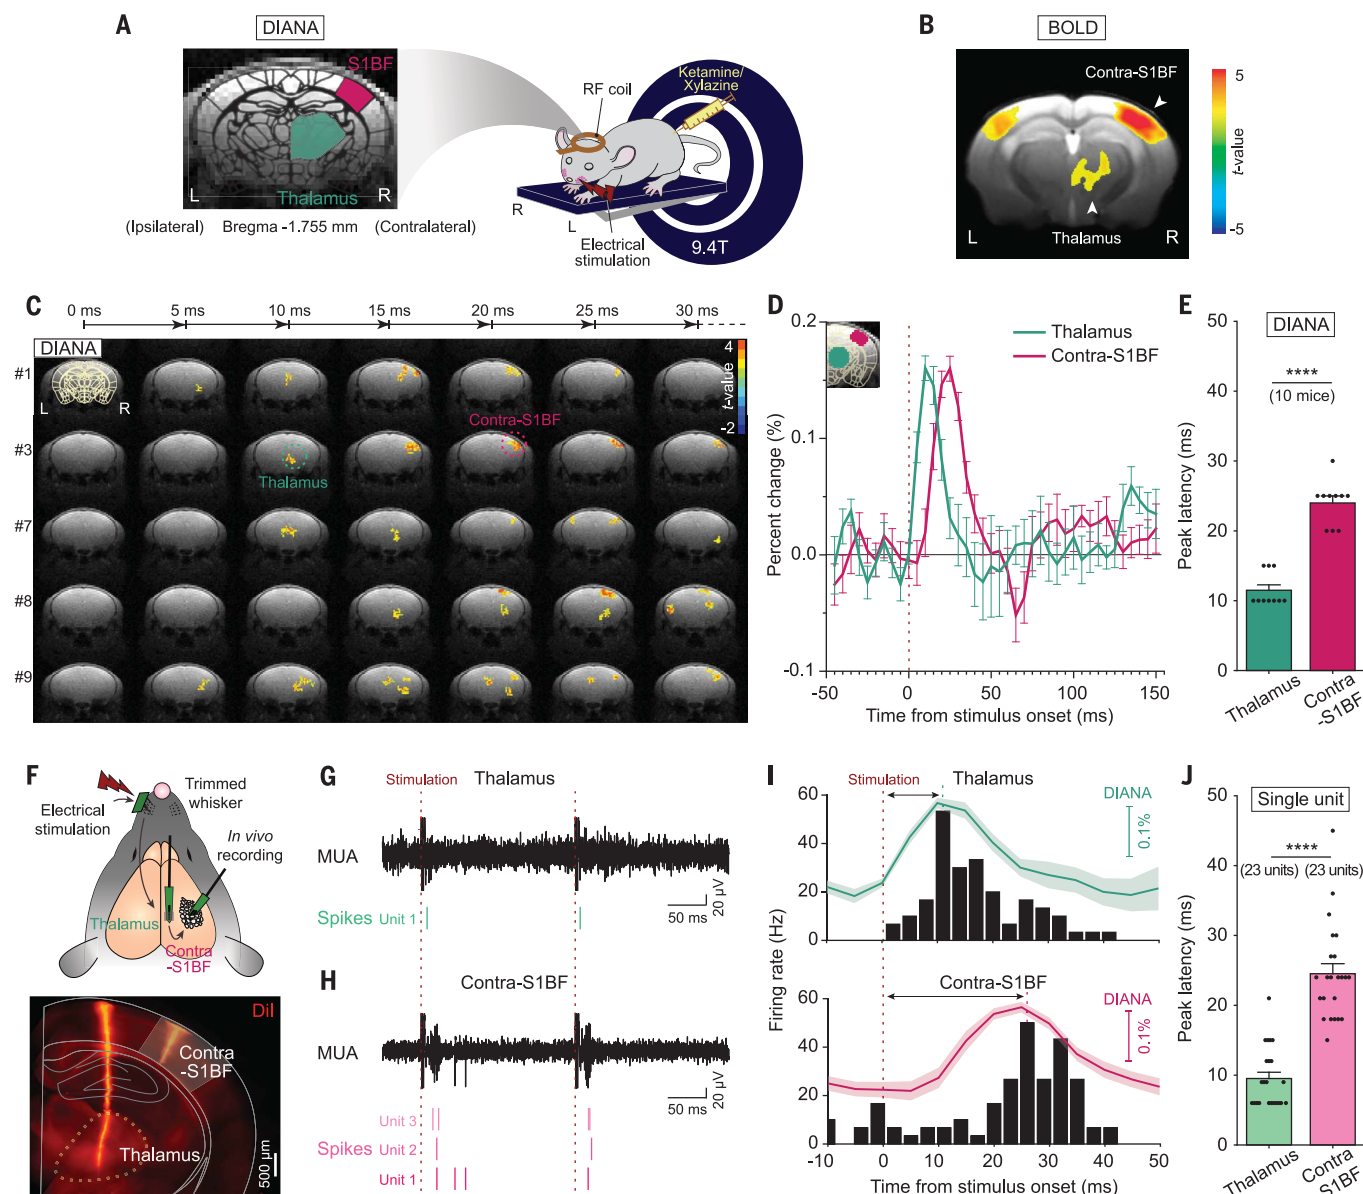 A
DIANA
S1BF
Thalamus
L
R
(Ipsilateral)
Bregma -1.755 mm
(Contralateral)
RF coil
Ketamine/
Xylazine
R
L
Electrical
stimulation
9.4T
B
BOLD
Contra-S1BF
Thalamus
L
R
5
t-value
-5
C
0 ms
5 ms
10 ms
15 ms
20 ms
25 ms
30 ms
DIANA
L
R
4
t-value
-2
#1
#3
Thalamus
Contra-S1BF
#7
#8
#9
D
Thalamus
Contra-S1BF
Percent change (%)
0.2
0.1
0.0
-0.1
-50
0
50
100
150
Time from stimulus onset (ms)
E
DIANA
****
(10 mice)
Peak latency (ms)
50
40
30
20
10
0
Thalamus
Contra
-S1BF
F
Trimmed
whisker
Electrical
stimulation
In vivo
recording
Thalamus
Contra
-S1BF
DiI
Contra
-S1BF
Thalamus
500 µm
G
Stimulation
Thalamus
MUA
20 µV
50 ms
Spikes
Unit 1
H
Contra-S1BF
MUA
20 µV
50 ms
Unit 3
Spikes
Unit 2
Unit 1
I
Stimulation
Thalamus
DIANA
0.1%
60
40
20
0
Firing rate (Hz)
Contra-S1BF
DIANA
0.1%
60
40
20
0
-10
0
10
20
30
40
50
Time from stimulus onset (ms)
J
Single unit
****
(23 units)
(23 units)
Peak latency (ms)
50
40
30
20
10
0
Thalamus
Contra
-S1BF